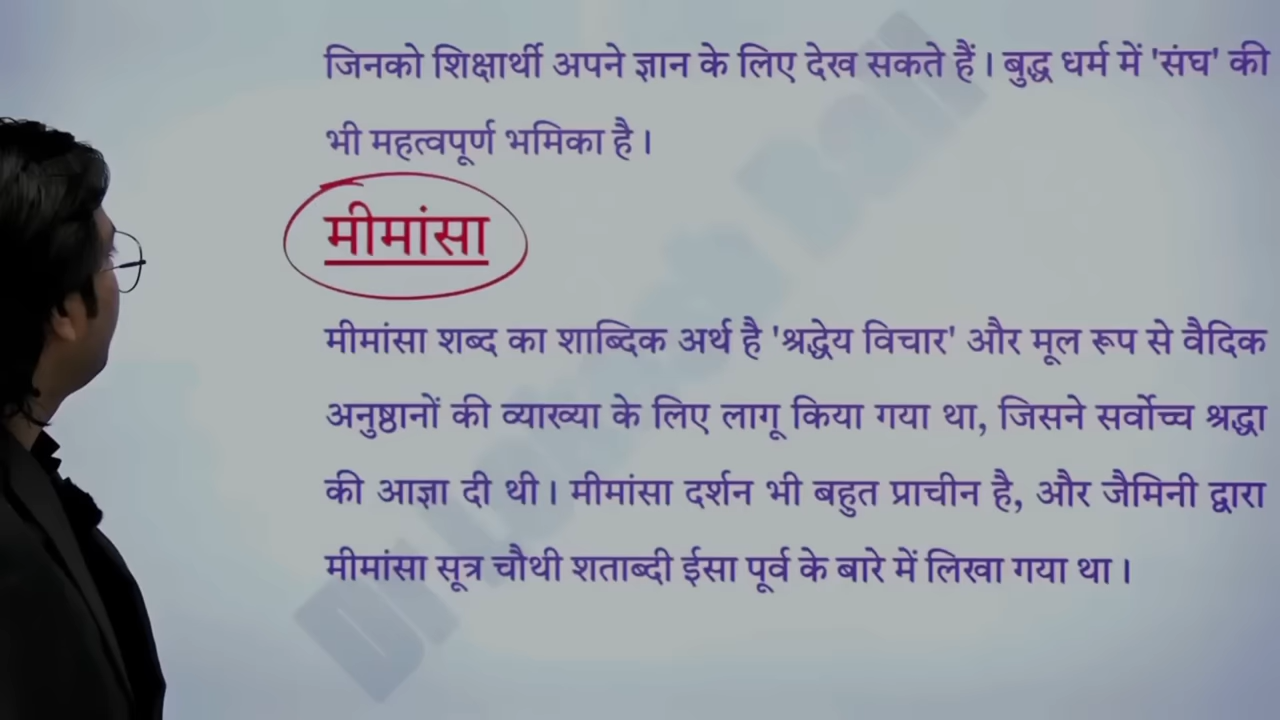 जिनको शिक्षार्थी अपने ज्ञान के लिए देख सकते हैं। बुद्ध धर्म में 'संघ' की
भी महत्वपूर्ण भमिका है।
मीमांसा
मीमांसा शब्द का शाब्दिक अर्थ है 'श्रद्धेय विचार' और मूल रूप से वैदिक
अनुष्ठानों की व्याख्या के लिए लागू किया गया था, जिसने सर्वोच्च श्रद्धा
की आज्ञा दी थी। मीमांसा दर्शन भी बहुत प्राचीन है, और जैमिनी द्वारा
मीमांसा सूत्र चौथी शताब्दी ईसा पूर्व के बारे में लिखा गया था।